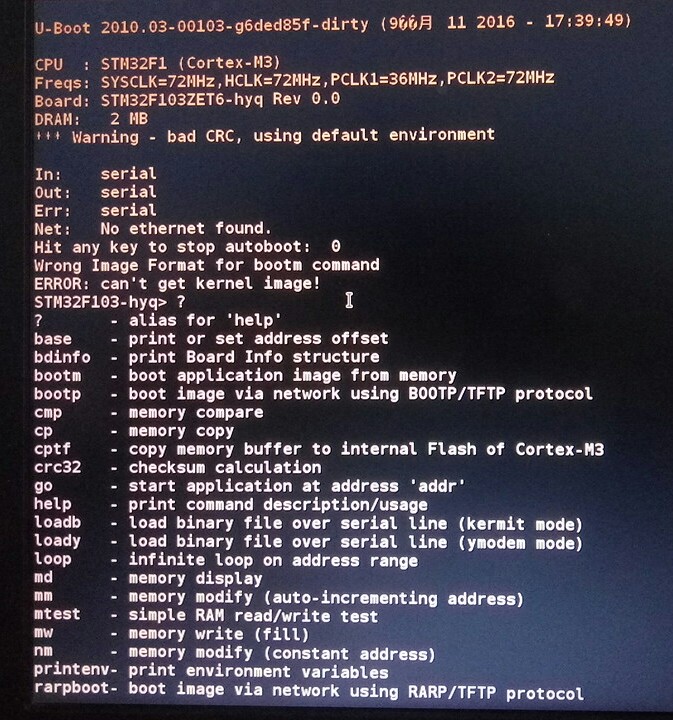 U-Boot 2010.03-00103-g6ded85f-dirty (9��月 11 2016 - 17:39:49)
CPU  : STM32F1 (Cortex-M3)
Freqs: SYSCLK=72MHz,HCLK=72MHz,PCLK1=36MHz,PCLK2=72MHz
Board: STM32F103ZET6-hyq Rev 0.0
DRAM:   2 MB
*** Warning - bad CRC, using default environment
In:    serial
Out:   serial
Err:   serial
Net:   No ethernet found.
Hit any key to stop autoboot:  0
Wrong Image Format for bootm command
ERROR: can't get kernel image!
STM32F103-hyq> ?
?       - alias for 'help'
base    - print or set address offset
bdinfo  - print Board Info structure
bootm   - boot application image from memory
bootp   - boot image via network using BOOTP/TFTP protocol
cmp     - memory compare
cp      - memory copy
cptf    - copy memory buffer to internal Flash of Cortex-M3
crc32   - checksum calculation
go      - start application at address 'addr'
help    - print command description/usage
loadb   - load binary file over serial line (kermit mode)
loady   - load binary file over serial line (ymodem mode)
loop    - infinite loop on address range
md      - memory display
mm      - memory modify (auto-incrementing address)
mtest   - simple RAM read/write test
mw      - memory write (fill)
nm      - memory modify (constant address)
printenv- print environment variables
rarpboot- boot image via network using RARP/TFTP protocol